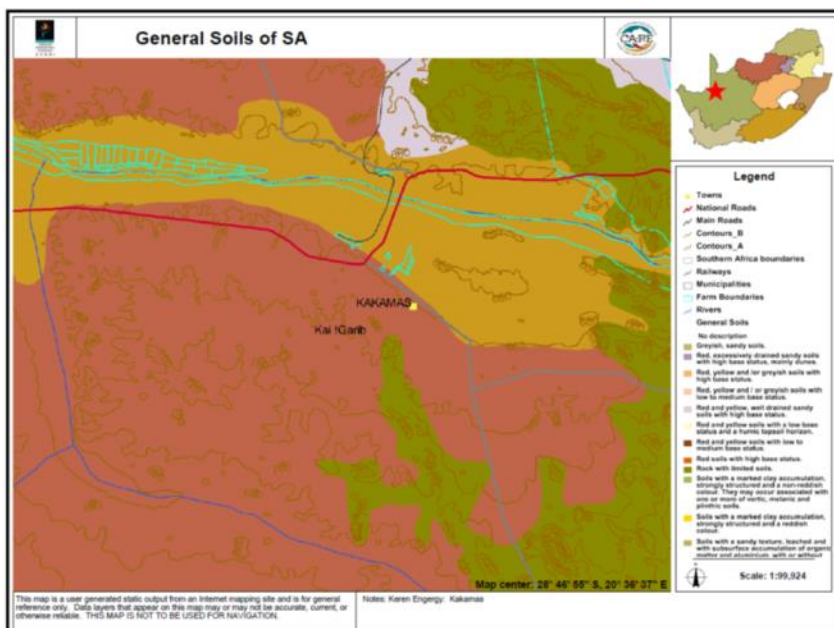 General Soils of SA
CAPE
KAKAMAS
Kai !Garib
Map center: 28° 46' 55" S, 20° 36' 37" E
Legend
Towns
National Roads
Main Roads
Contours_B
Contours_A
Southern Africa boundaries
Railways
Municipalities
Farm Boundaries
Rivers
General Soils
No description
Greyish, sandy soils.
Red, excessively drained sandy soils
with high base status, mainly dunes.
Red, yellow and /or greyish soils with
high base status.
Red, yellow and / or greyish soils with
low to medium base status.
Red and yellow, well drained sandy
soils with high base status.
Red and yellow soils with a low base
status and a humic topsoil horizon.
Red and yellow soils with low to
medium base status.
Red soils with high base status.
Rock with limited soils.
Soils with a marked clay accumulation,
strongly structured and a non-reddish
colour. They may occur associated with
one or more of vertic, melanic and
plinthic soils.
Soils with a marked clay accumulation,
strongly structured and a reddish
colour.
Soils with a sandy texture, leached and
with subsurface accumulation of organic
matter and aluminium, with or without
Scale: 1:99,924
This map is a user generated static output from an Internet mapping site and is for general
reference only. Data layers that appear on this map may or may not be accurate, current, or
otherwise reliable. THIS MAP IS NOT TO BE USED FOR NAVIGATION.
Notes: Keren Engergy: Kakamas